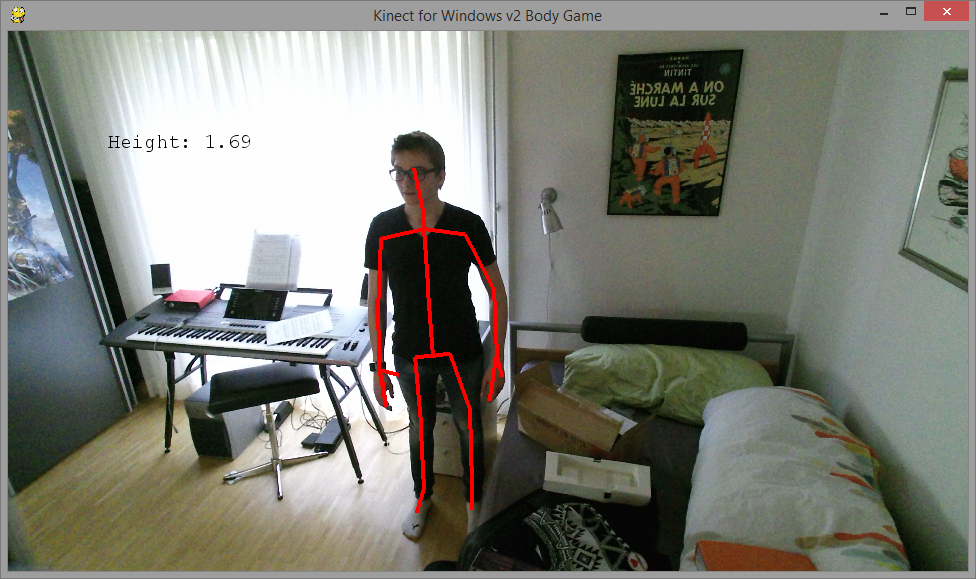 Kinect for Windows v2 Body Game
Height: 1.69
TINTIN
ON A MARCHÉ
SUR LA LUNE